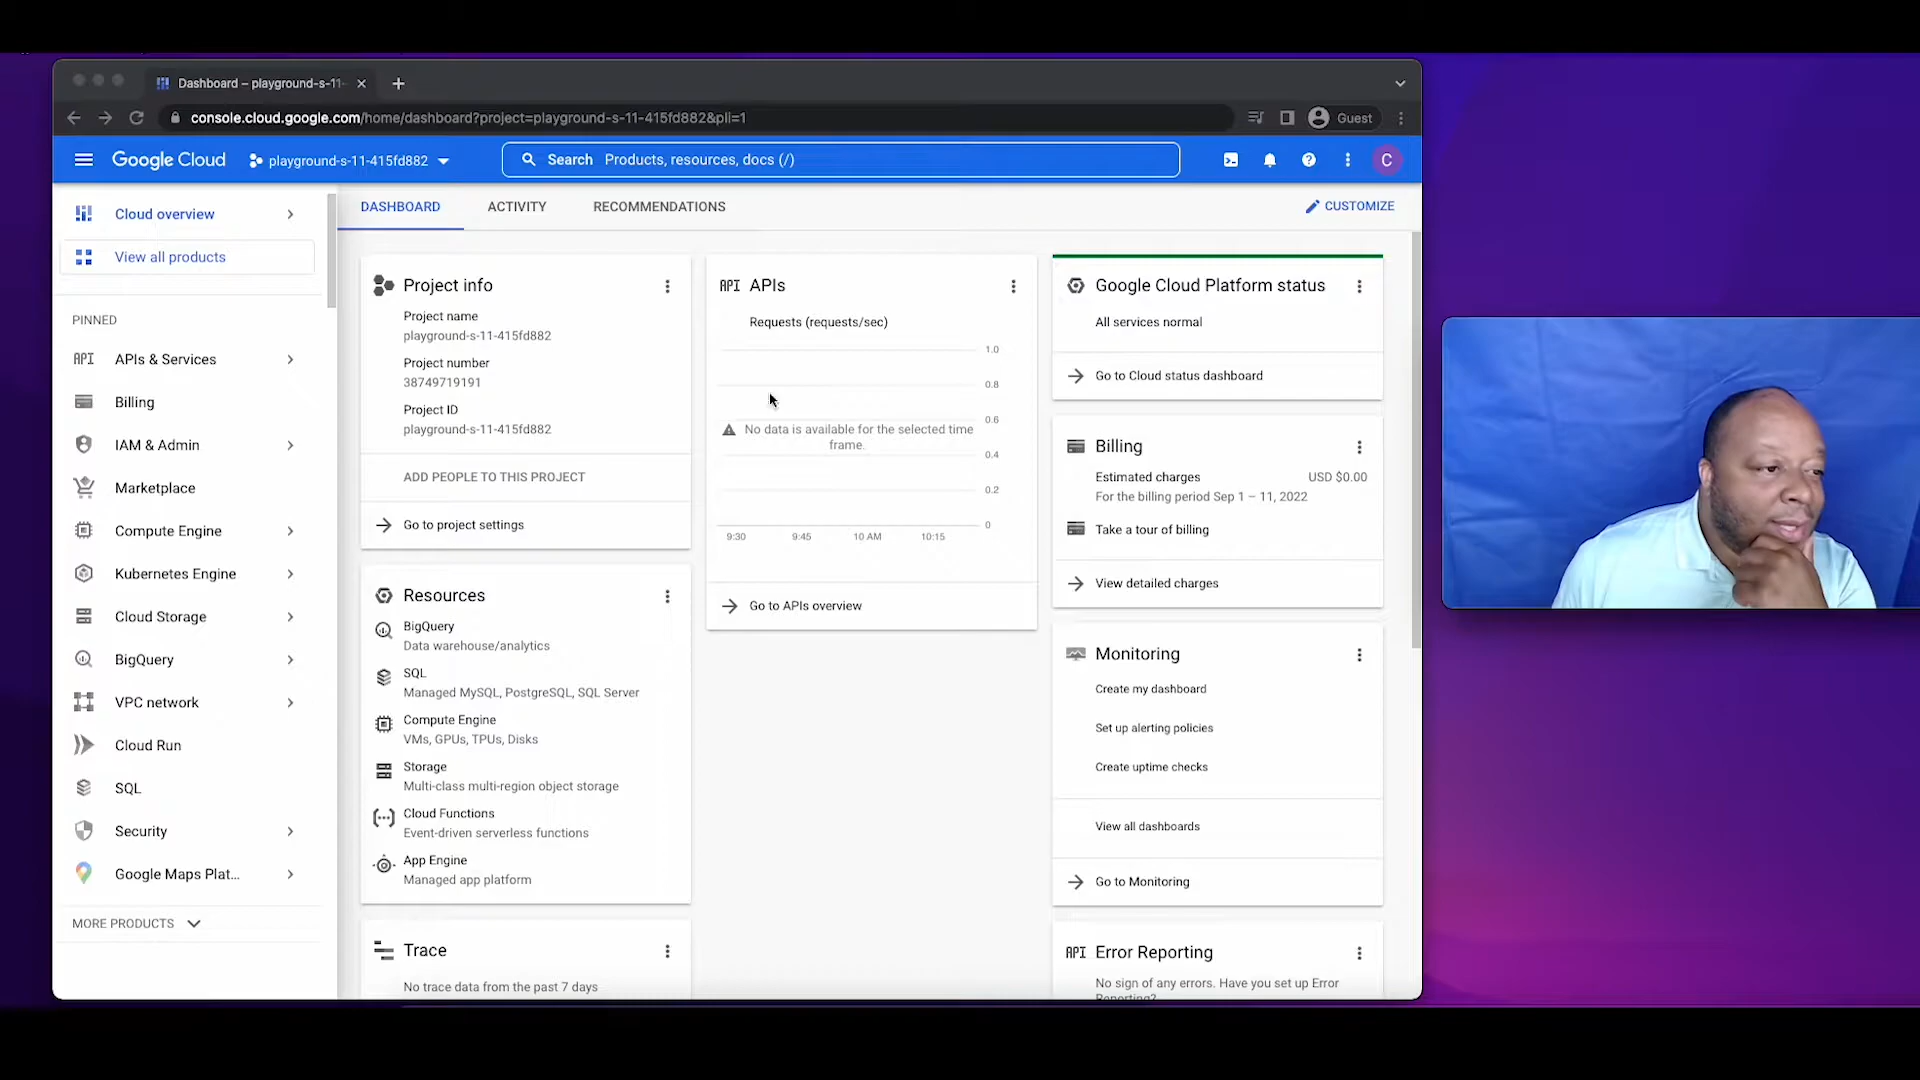 Dashboard – playground-s-11-
console.cloud.google.com/home/dashboard?project=playground-s-11-415fd882&pli=1
Guest
Google Cloud
playground-s-11-415fd882
Search Products, resources, docs (/)
C
Cloud overview
View all products
PINNED
API APIs & Services
Billing
IAM & Admin
Marketplace
Compute Engine
Kubernetes Engine
Cloud Storage
BigQuery
VPC network
Cloud Run
SQL
Security
Google Maps Plat...
MORE PRODUCTS
DASHBOARD
ACTIVITY
RECOMMENDATIONS
CUSTOMIZE
Project info
Project name
playground-s-11-415fd882
Project number
38749719191
Project ID
playground-s-11-415fd882
ADD PEOPLE TO THIS PROJECT
Go to project settings
Resources
BigQuery
Data warehouse/analytics
SQL
Managed MySQL, PostgreSQL, SQL Server
Compute Engine
VMs, GPUs, TPUs, Disks
Storage
Multi-class multi-region object storage
Cloud Functions
Event-driven serverless functions
App Engine
Managed app platform
Trace
No trace data from the past 7 days
API APIs
Requests (requests/sec)
1.0
0.8
0.6
No data is available for the selected time
frame.
0.4
0.2
0
9:30 9:45 10 AM 10:15
Go to APIs overview
Google Cloud Platform status
All services normal
Go to Cloud status dashboard
Billing
Estimated charges USD $0.00
For the billing period Sep 1 – 11, 2022
Take a tour of billing
View detailed charges
Monitoring
Create my dashboard
Set up alerting policies
Create uptime checks
View all dashboards
Go to Monitoring
API Error Reporting
No sign of any errors. Have you set up Error
Reporting?